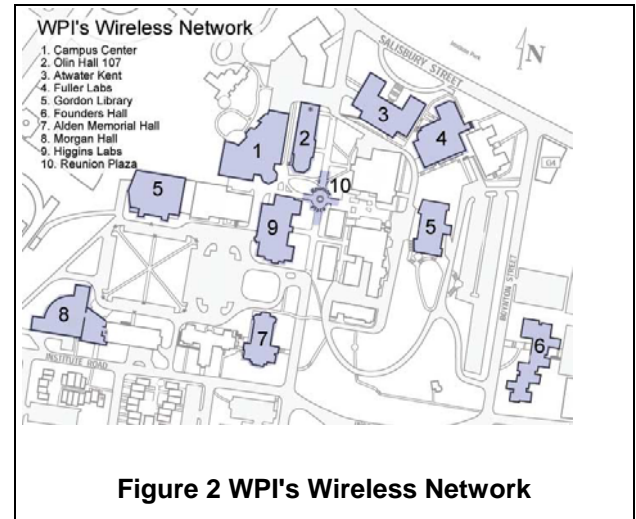 WPI's Wireless Network
1. Campus Center
2. Olin Hall 107
3. Atwater Kent
4. Fuller Labs
5. Gordon Library
6. Founders Hall
7. Alden Memorial Hall
8. Morgan Hall
9. Higgins Labs
10. Reunion Plaza
SALISBURY STREET
N
3
4
1
2
10
5
9
5
BOYNTON STREET
8
7
6
INSTITUTE ROAD
Figure 2 WPI's Wireless Network